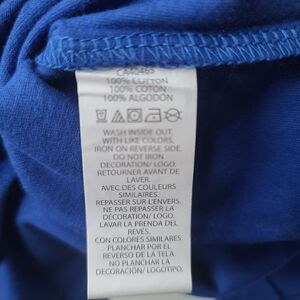 CA40465
100% COTTON
100% COTON
100% ALGODÓN
WASH INSIDE OUT.
WITH LIKE COLORS.
IRON ON REVERSE SIDE.
DO NOT IRON
DECORATION/ LOGO.
RETOURNER AVANT DE
LAVER.
AVEC DES COULEURS
SIMILAIRES.
REPASSER SUR L'ENVERS.
NE PAS REPASSER LA
DÉCORATION/ LOGO.
LAVAR LA PRENDA DEL
REVÉS.
CON COLORES SIMILARES.
PLANCHAR POR EL
REVERSO DE LA TELA.
NO PLANCHAR LA
DECORACIÓN/ LOGOTIPO.